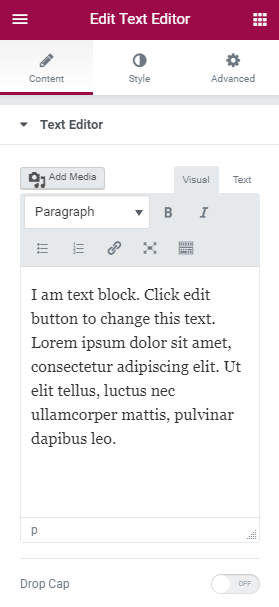 Edit Text Editor
Content Style Advanced
Text Editor
Add Media Visual Text
Paragraph B I
I am text block. Click edit
button to change this text.
Lorem ipsum dolor sit amet,
consectetur adipiscing elit. Ut
elit tellus, luctus nec
ullamcorper mattis, pulvinar
dapibus leo.
p
Drop Cap OFF